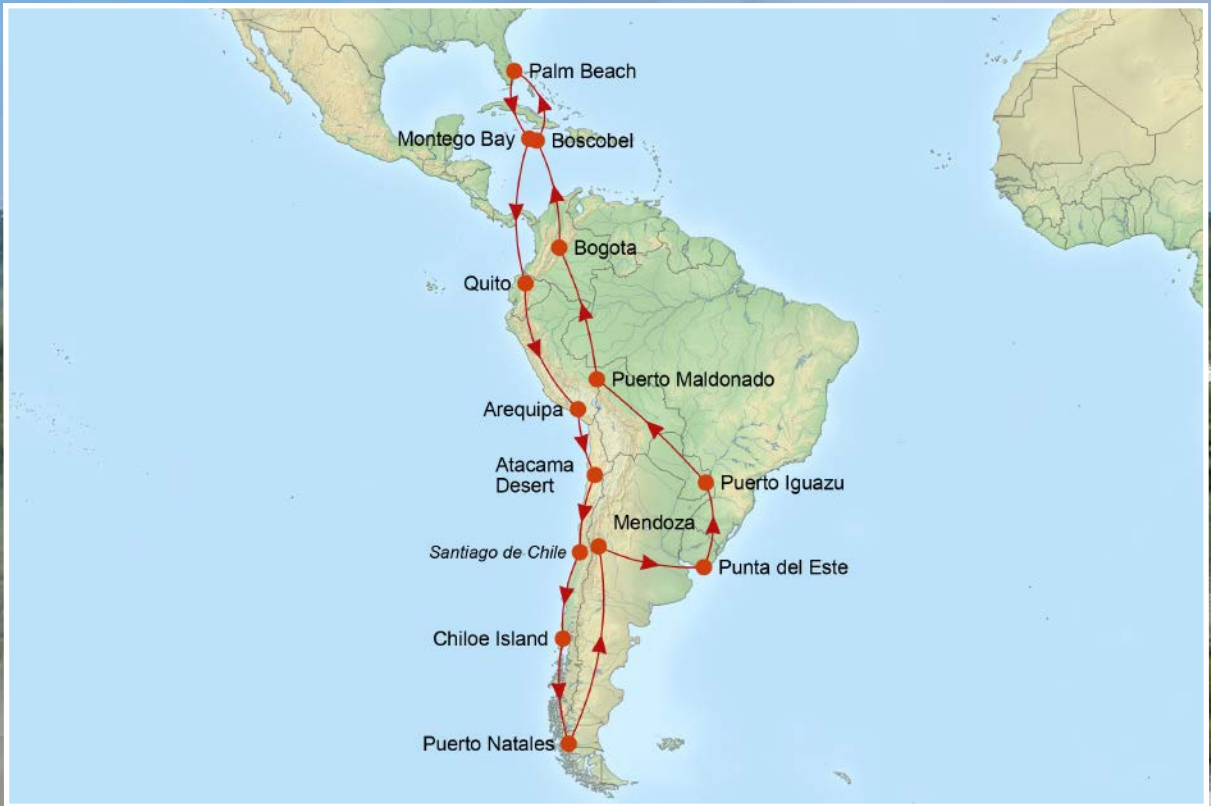 Palm Beach
Montego Bay
Boscobel
Bogota
Quito
Puerto Maldonado
Arequipa
Atacama
Desert
Puerto Iguazu
Mendoza
Santiago de Chile
Punta del Este
Chiloe Island
Puerto Natales